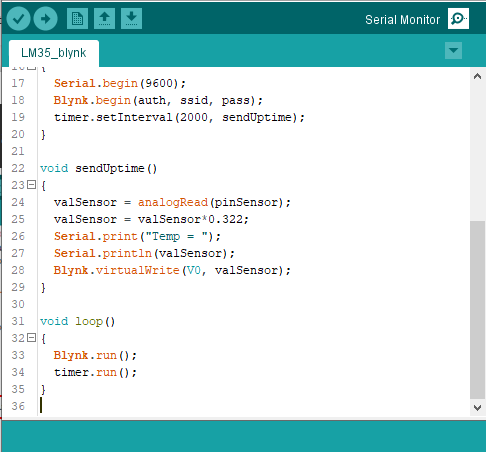 Serial Monitor
LM35_blynk
16 {
17 Serial.begin(9600);
18 Blynk.begin(auth, ssid, pass);
19 timer.setInterval(2000, sendUptime);
20 }
21
22 void sendUptime()
23 {
24 valSensor = analogRead(pinSensor);
25 valSensor = valSensor*0.322;
26 Serial.print("Temp = ");
27 Serial.println(valSensor);
28 Blynk.virtualWrite(V0, valSensor);
29 }
30
31 void loop()
32 {
33 Blynk.run();
34 timer.run();
35 }
36